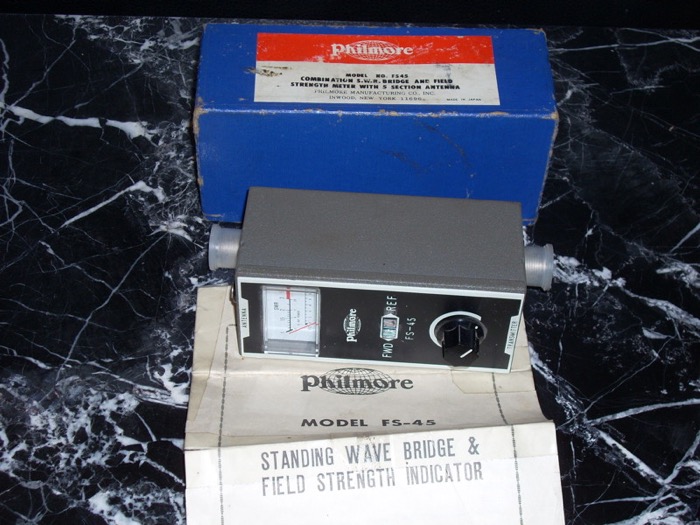 Philmore
MODEL NO. FS45
COMBINATION S.W.R. BRIDGE AND FIELD
STRENGTH METER WITH 5 SECTION ANTENNA
PHILMORE MANUFACTURING CO. INC.
INWOOD, NEW YORK 11696
MADE IN JAPAN
ANTENNA
SWR
Philmore
FWD
REF
FS-45
TRANSMITTER
Philmore
MODEL FS-45
STANDING WAVE BRIDGE &
FIELD STRENGTH INDICATOR